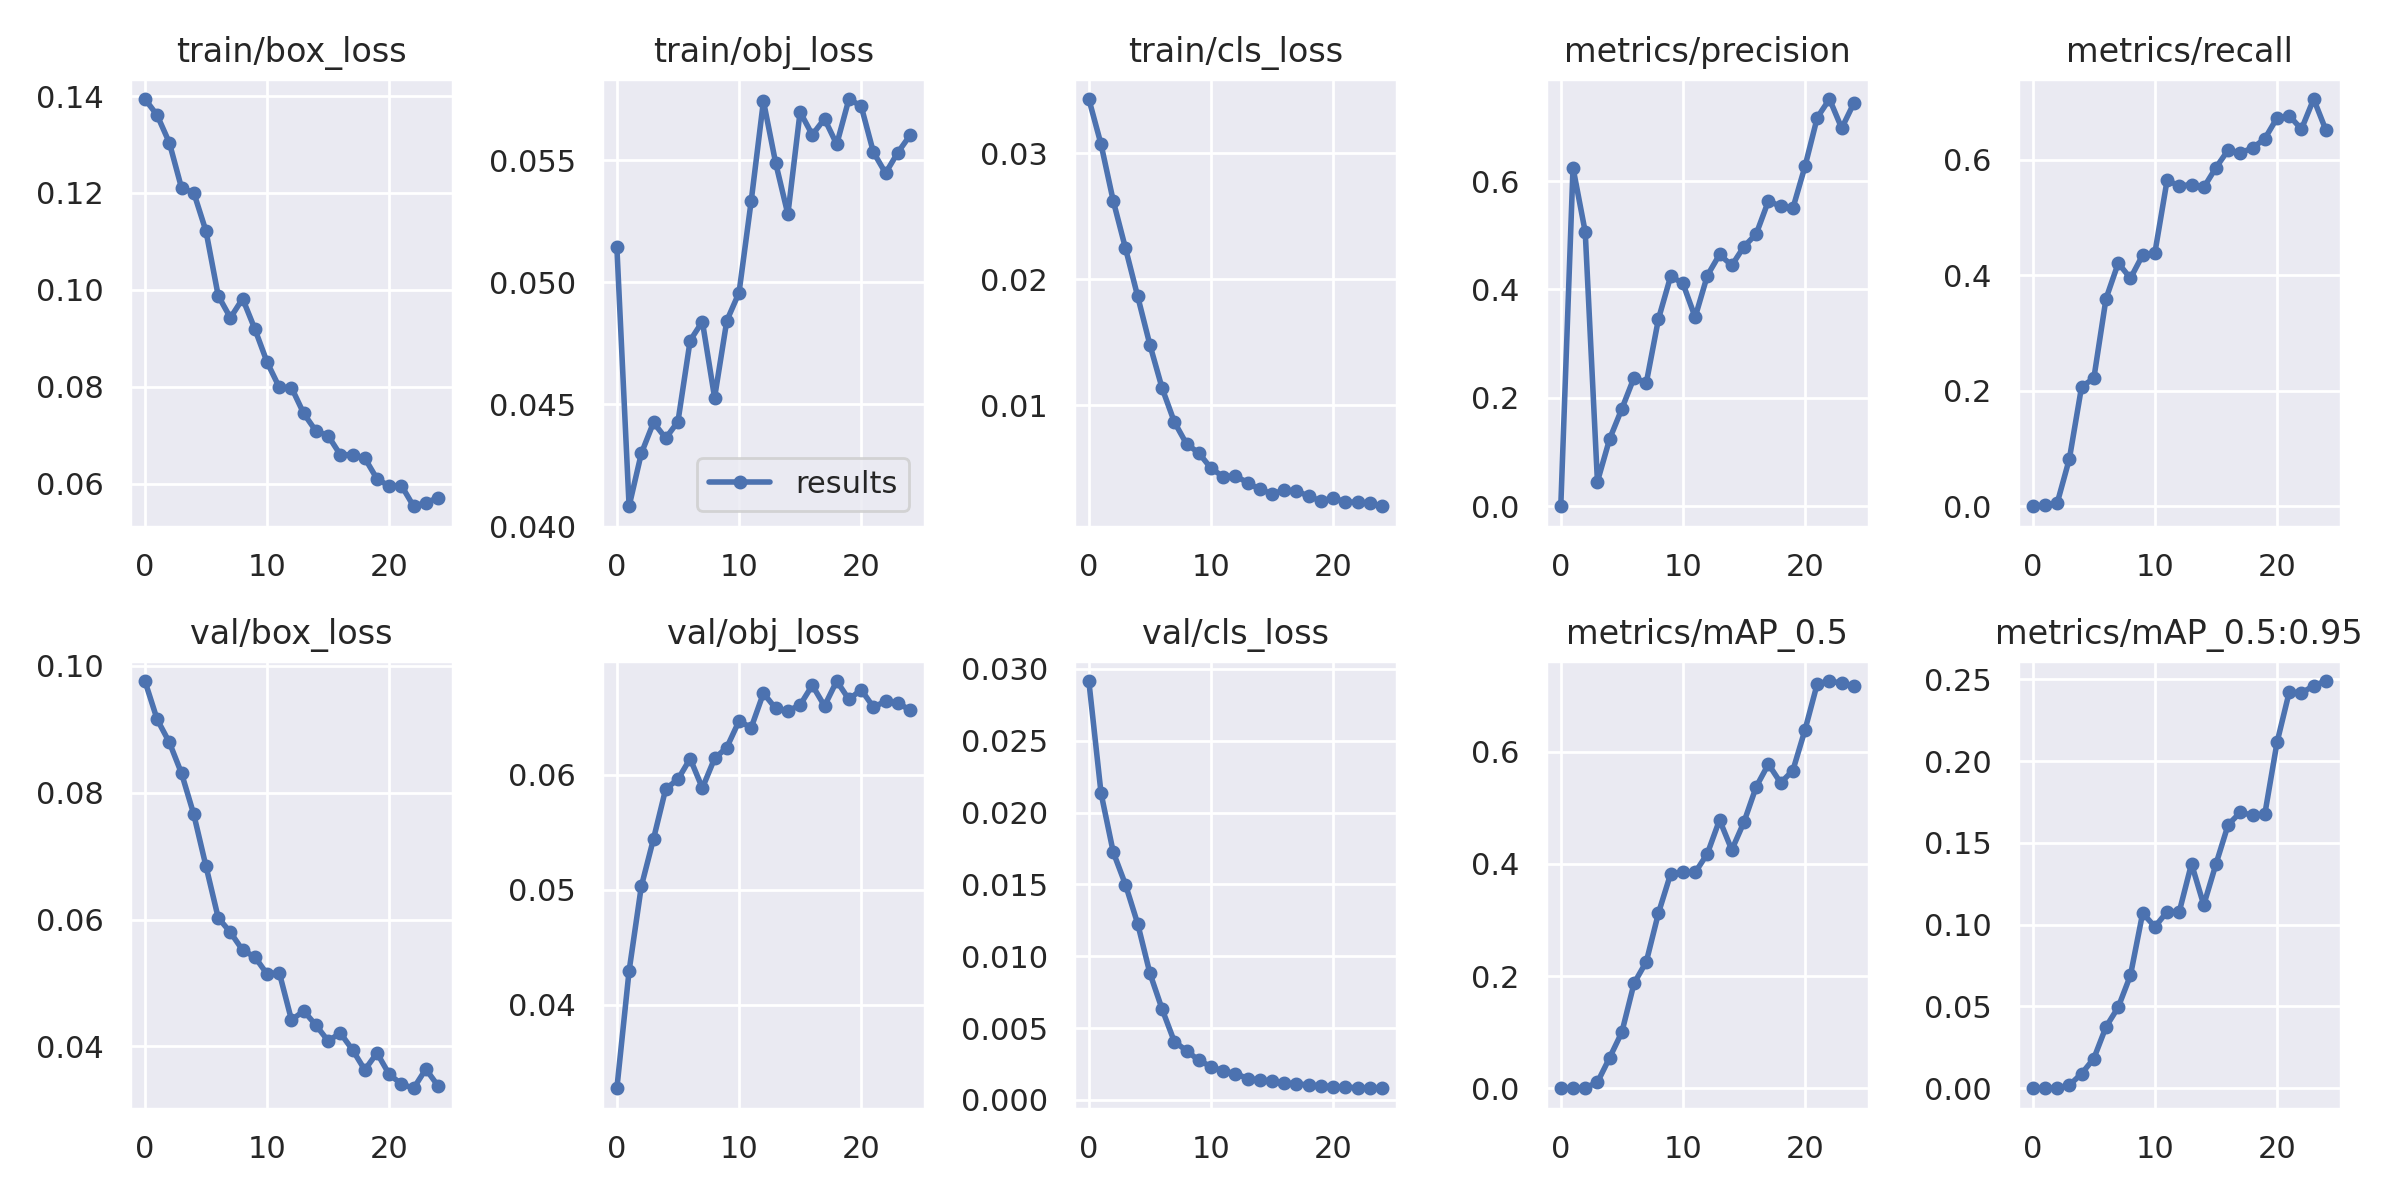 train/box_loss
0.14
0.12
0.10
0.08
0.06
0 10 20
train/obj_loss
0.055
0.050
0.045
0.040
results
0 10 20
train/cls_loss
0.03
0.02
0.01
0 10 20
metrics/precision
0.6
0.4
0.2
0.0
0 10 20
metrics/recall
0.6
0.4
0.2
0.0
0 10 20
val/box_loss
0.10
0.08
0.06
0.04
0 10 20
val/obj_loss
0.06
0.05
0.04
0 10 20
val/cls_loss
0.030
0.025
0.020
0.015
0.010
0.005
0.000
0 10 20
metrics/mAP_0.5
0.6
0.4
0.2
0.0
0 10 20
metrics/mAP_0.5:0.95
0.25
0.20
0.15
0.10
0.05
0.00
0 10 20